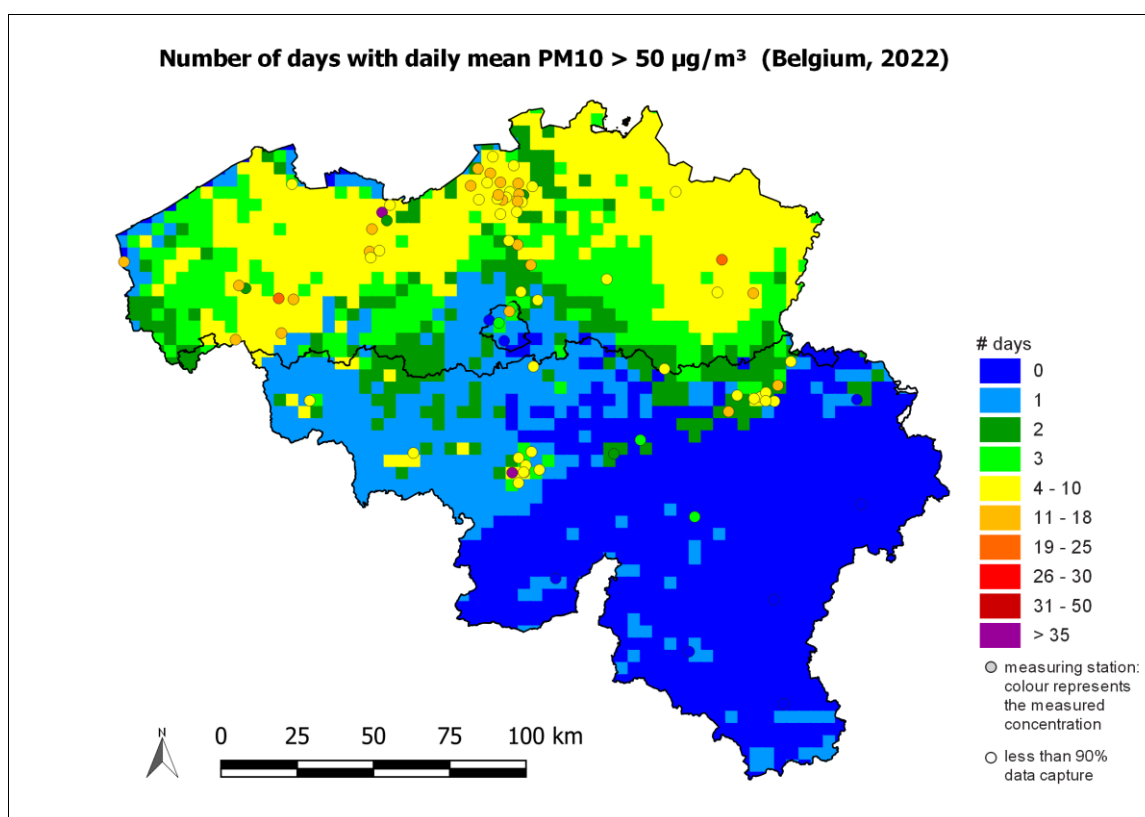 Number of days with daily mean PM10 > 50 µg/m³ (Belgium, 2022)
# days
0
1
2
3
4 - 10
11 - 18
19 - 25
26 - 30
31 - 50
> 35
measuring station:
colour represents
the measured
concentration
less than 90%
data capture
N
0 25 50 75 100 km